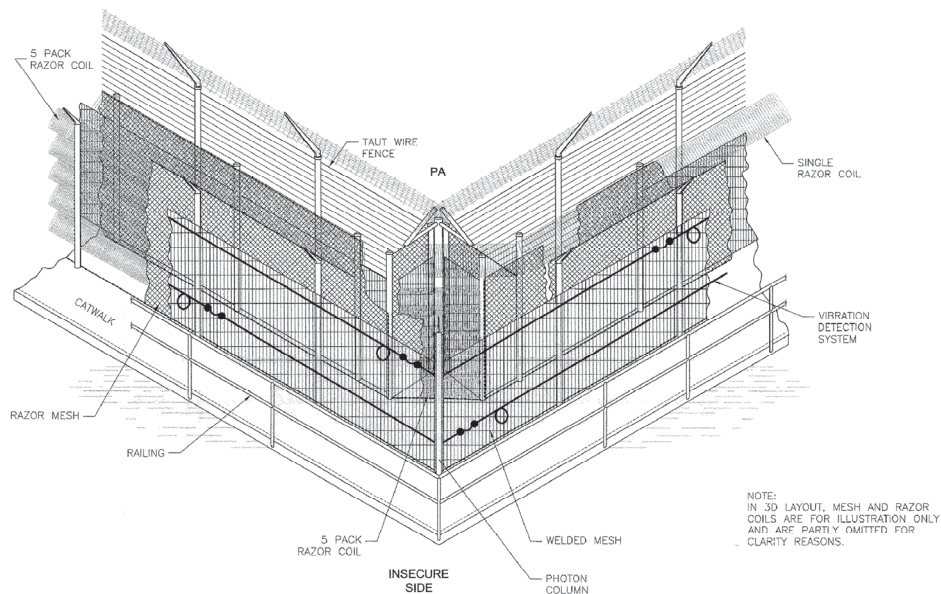 5 PACK
RAZOR COIL
TAUT WIRE
FENCE
PA
SINGLE
RAZOR COIL
CATWALK
VIBRATION
DETECTION
SYSTEM
RAZOR MESH
RAILING
5 PACK
RAZOR COIL
WELDED MESH
INSECURE
SIDE
PHOTON
COLUMN
NOTE:
IN 3D LAYOUT, MESH AND RAZOR
COILS ARE FOR ILLUSTRATION ONLY
AND ARE PARTLY OMITTED FOR
CLARITY REASONS.